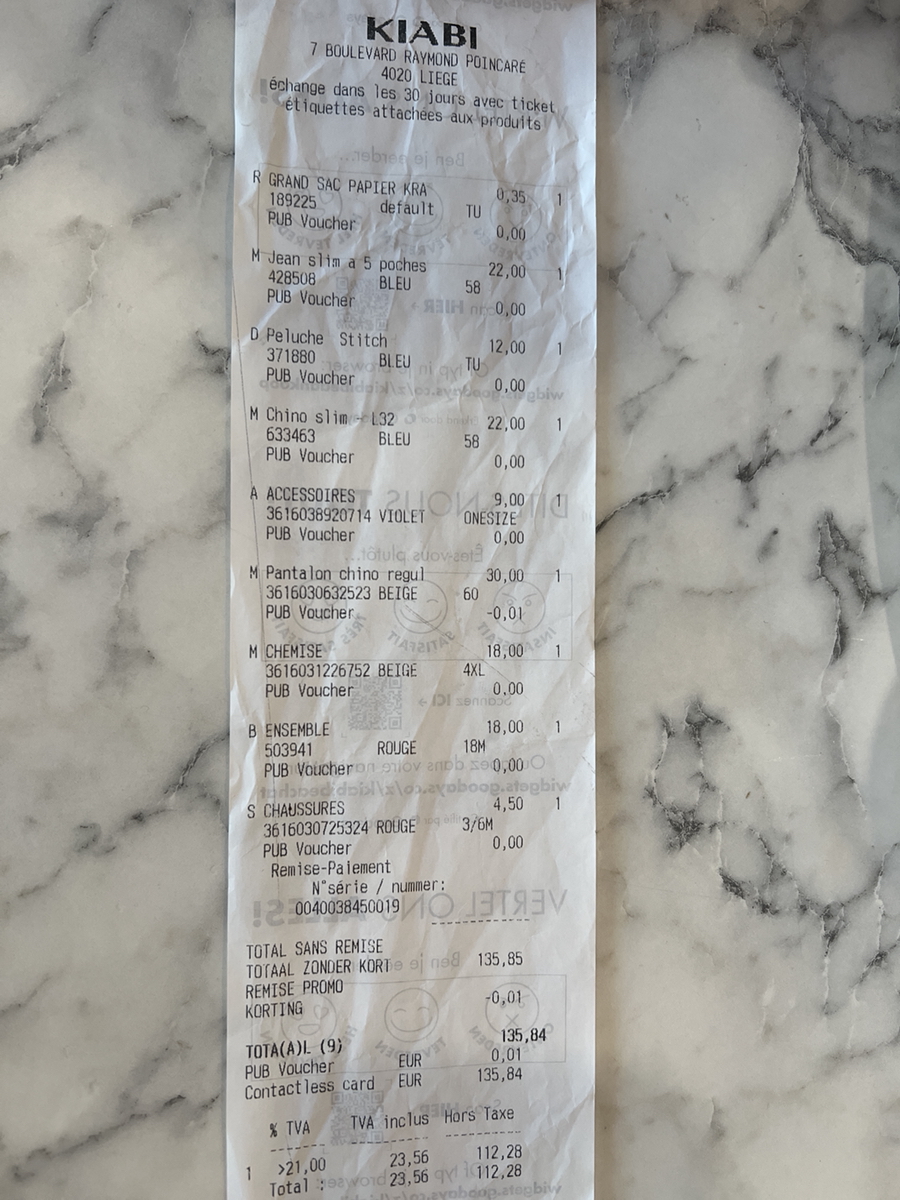 KIABI
7 BOULEVARD RAYMOND POINCARÉ
4020 LIEGE
échange dans les 30 jours avec ticket
étiquettes attachées aux produits
R GRAND SAC PAPIER KRA 0,35 1
189225 default TU
PUB Voucher 0,00
M Jean slim a 5 poches 22,00 1
428508 BLEU 58
PUB Voucher 0,00
D Peluche Stitch 12,00 1
371880 BLEU TU
PUB Voucher 0,00
M Chino slim - L32 22,00 1
633463 BLEU 58
PUB Voucher 0,00
A ACCESSOIRES 9,00 1
3616038920714 VIOLET ONESIZE
PUB Voucher 0,00
M Pantalon chino regul 30,00 1
3616030632523 BEIGE 60
PUB Voucher -0,01
M CHEMISE 18,00 1
3616031226752 BEIGE 4XL
PUB Voucher 0,00
B ENSEMBLE 18,00 1
503941 ROUGE 18M
PUB Voucher 0,00
S CHAUSSURES 4,50 1
3616030725324 ROUGE 3/6M
PUB Voucher 0,00
Remise-Paiement
N°série / nummer:
0040038450019
TOTAL SANS REMISE
TOTAAL ZONDER KORT 135,85
REMISE PROMO
KORTING -0,01
TOTA(A)L (9) 135,84
PUB Voucher EUR 0,01
Contactless card EUR 135,84
% TVA TVA inclus Hors Taxe
1 >21,00 23,56 112,28
Total : 23,56 112,28